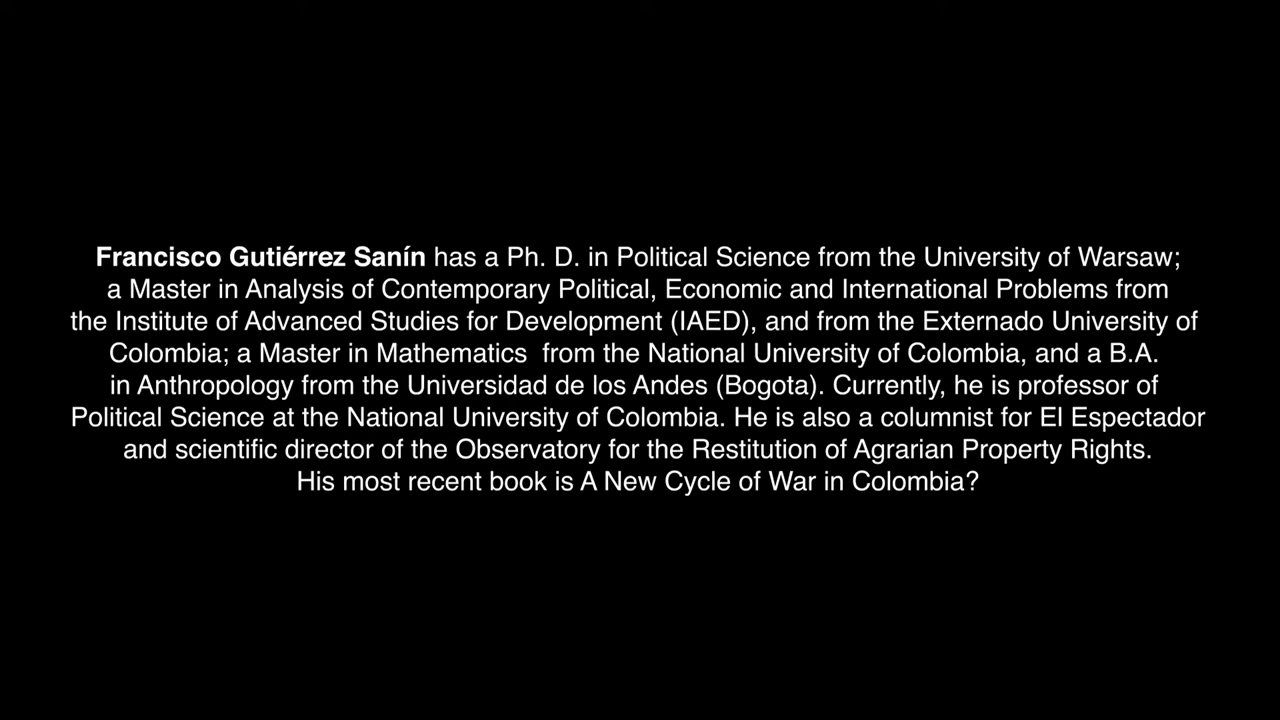 Francisco Gutiérrez Sanín has a Ph. D. in Political Science from the University of Warsaw;
a Master in Analysis of Contemporary Political, Economic and International Problems from
the Institute of Advanced Studies for Development (IAED), and from the Externado University of
Colombia; a Master in Mathematics  from the National University of Colombia, and a B.A.
in Anthropology from the Universidad de los Andes (Bogota). Currently, he is professor of
Political Science at the National University of Colombia. He is also a columnist for El Espectador
and scientific director of the Observatory for the Restitution of Agrarian Property Rights.
His most recent book is A New Cycle of War in Colombia?